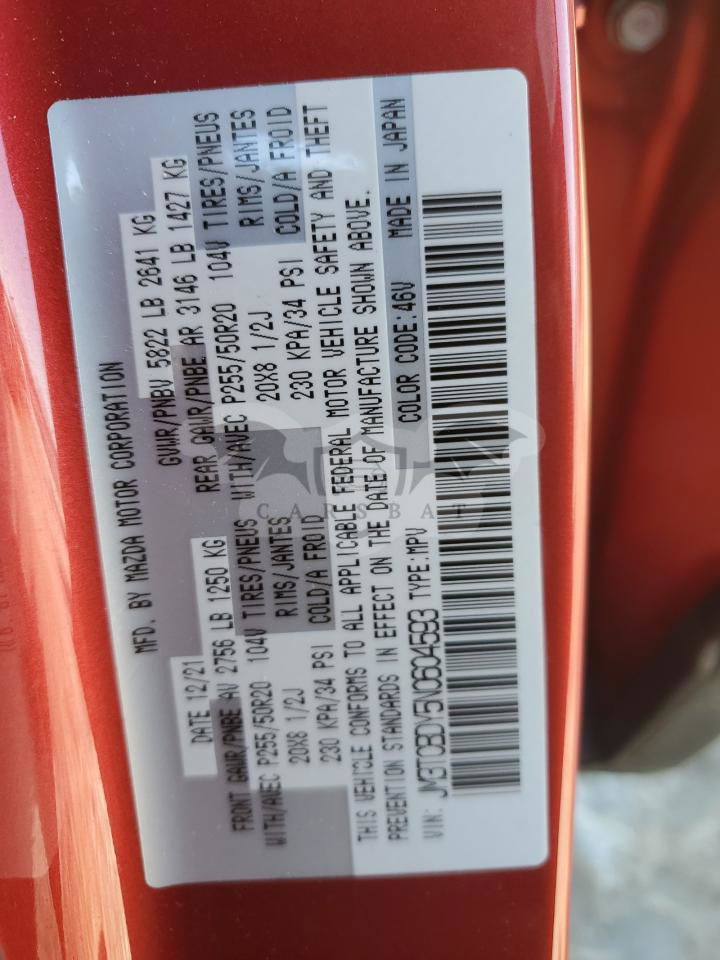 MFD. BY MAZDA MOTOR CORPORATION
DATE 12/21 GVWR/PNBV 5822 LB 2641 KG
FRONT GAWR/PNBE AV 2756 LB 1250 KG REAR GAWR/PNBE AR 3146 LB 1427 KG
WITH/AVEC P255/50R20 104V TIRES/PNEUS WITH/AVEC P255/50R20 104V TIRES/PNEUS
20X8 1/2J RIMS/JANTES 20X8 1/2J RIMS/JANTES
230 KPA/34 PSI COLD/A FROID 230 KPA/34 PSI COLD/A FROID
THIS VEHICLE CONFORMS TO ALL APPLICABLE FEDERAL MOTOR VEHICLE SAFETY AND THEFT
PREVENTION STANDARDS IN EFFECT ON THE DATE OF MANUFACTURE SHOWN ABOVE.
VIN: JM3TCBDY5N0604593 TYPE:MPV COLOR CODE:46V MADE IN JAPAN
CARSBAT